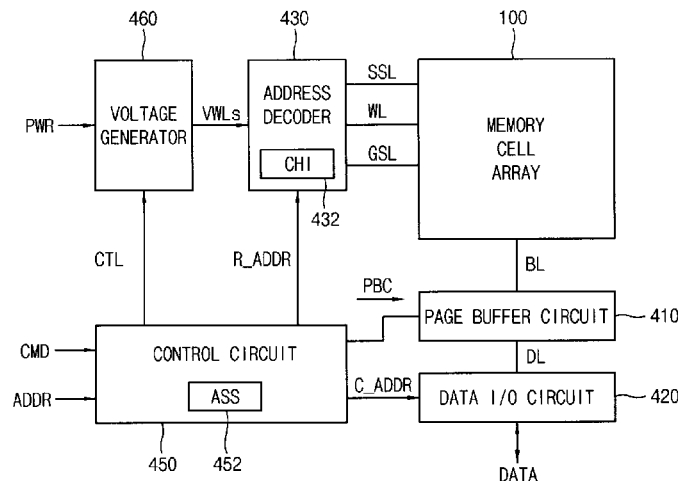 460
430
100
VOLTAGE
GENERATOR
PWR
VWLs
ADDRESS
DECODER
CHI
432
SSL
WL
GSL
MEMORY
CELL
ARRAY
CTL
R_ADDR
BL
PBC
PAGE BUFFER CIRCUIT
410
DL
CMD
ADDR
CONTROL CIRCUIT
ASS
C_ADDR
DATA I/O CIRCUIT
420
450
452
DATA